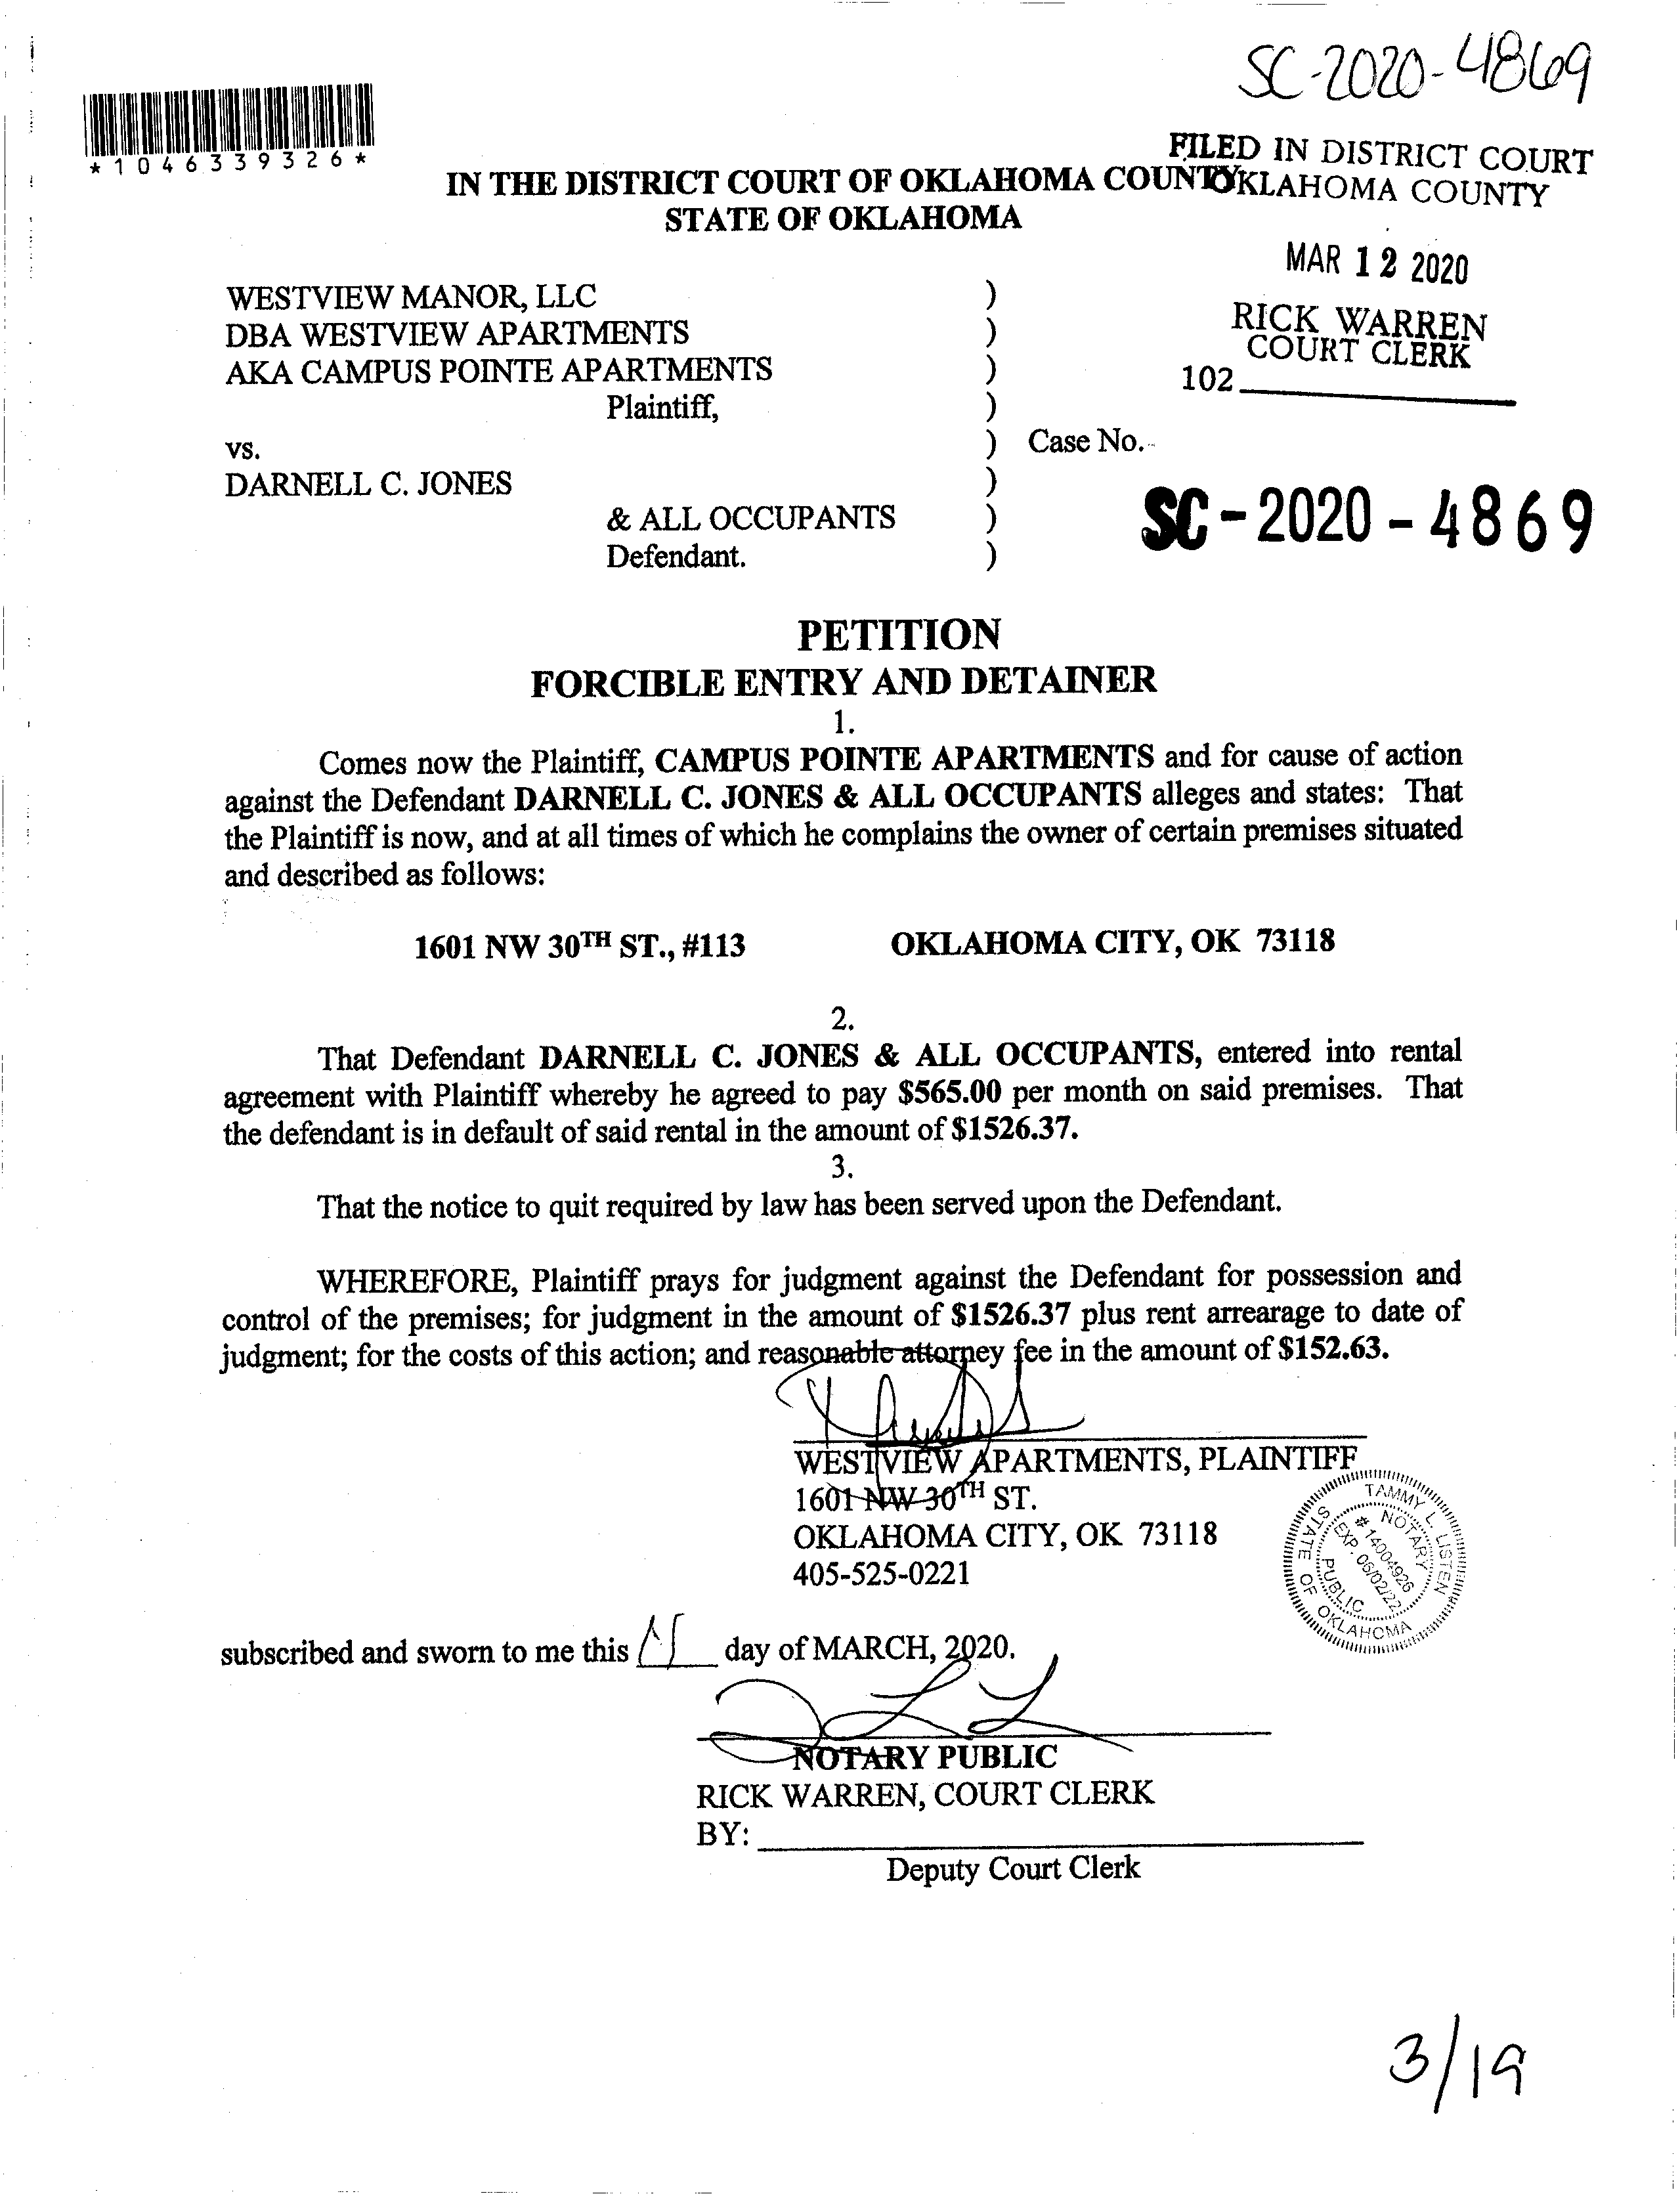 SC-2020-4869
*1046339326*
FILED IN DISTRICT COURT
OKLAHOMA COUNTY
IN THE DISTRICT COURT OF OKLAHOMA COUNTY
STATE OF OKLAHOMA
MAR 12 2020
RICK WARREN
COURT CLERK
102
WESTVIEW MANOR, LLC )
DBA WESTVIEW APARTMENTS )
AKA CAMPUS POINTE APARTMENTS )
Plaintiff, )
vs. ) Case No.
DARNELL C. JONES )
& ALL OCCUPANTS )
Defendant. )
SC-2020-4869
PETITION
FORCIBLE ENTRY AND DETAINER
1.
Comes now the Plaintiff, CAMPUS POINTE APARTMENTS and for cause of action
against the Defendant DARNELL C. JONES & ALL OCCUPANTS alleges and states: That
the Plaintiff is now, and at all times of which he complains the owner of certain premises situated
and described as follows:
1601 NW 30TH ST., #113 OKLAHOMA CITY, OK 73118
2.
That Defendant DARNELL C. JONES & ALL OCCUPANTS, entered into rental
agreement with Plaintiff whereby he agreed to pay $565.00 per month on said premises. That
the defendant is in default of said rental in the amount of $1526.37.
3.
That the notice to quit required by law has been served upon the Defendant.
WHEREFORE, Plaintiff prays for judgment against the Defendant for possession and
control of the premises; for judgment in the amount of $1526.37 plus rent arrearage to date of
judgment; for the costs of this action; and reasonable attorney fee in the amount of $152.63.
WESTVIEW APARTMENTS, PLAINTIFF
1601 NW 30TH ST.
OKLAHOMA CITY, OK 73118
405-525-0221
TAMMY L. LISTEN
NOTARY PUBLIC
# 14004926
EXP. 05/02/22
STATE OF OKLAHOMA
subscribed and sworn to me this day of MARCH, 2020.
NOTARY PUBLIC
RICK WARREN, COURT CLERK
BY:
Deputy Court Clerk
3/19